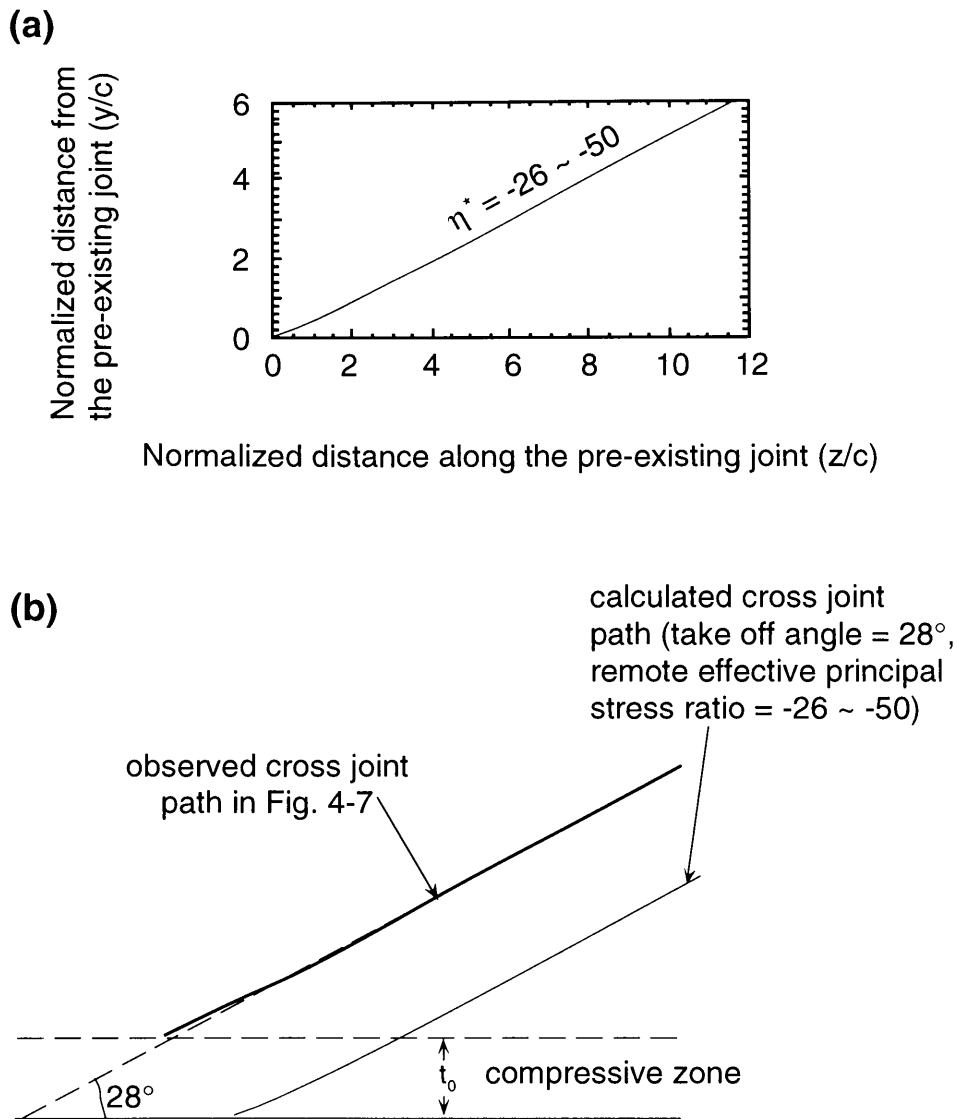 (a)
Normalized distance from
the pre-existing joint (y/c)
6
4
2
0
η* = -26 ~ -50
0 2 4 6 8 10 12
Normalized distance along the pre-existing joint (z/c)
(b)
calculated cross joint
path (take off angle = 28°,
remote effective principal
stress ratio = -26 ~ -50)
observed cross joint
path in Fig. 4-7
t₀ compressive zone
28°